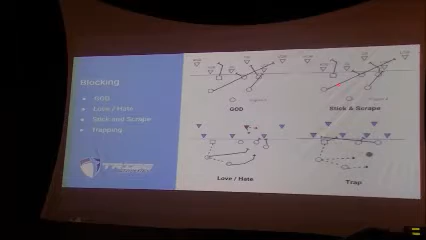 Blocking
GOD
Love / Hate
Stick and Scrape
Trapping
GOD
Stick & Scrape
Love / Hate
Trap